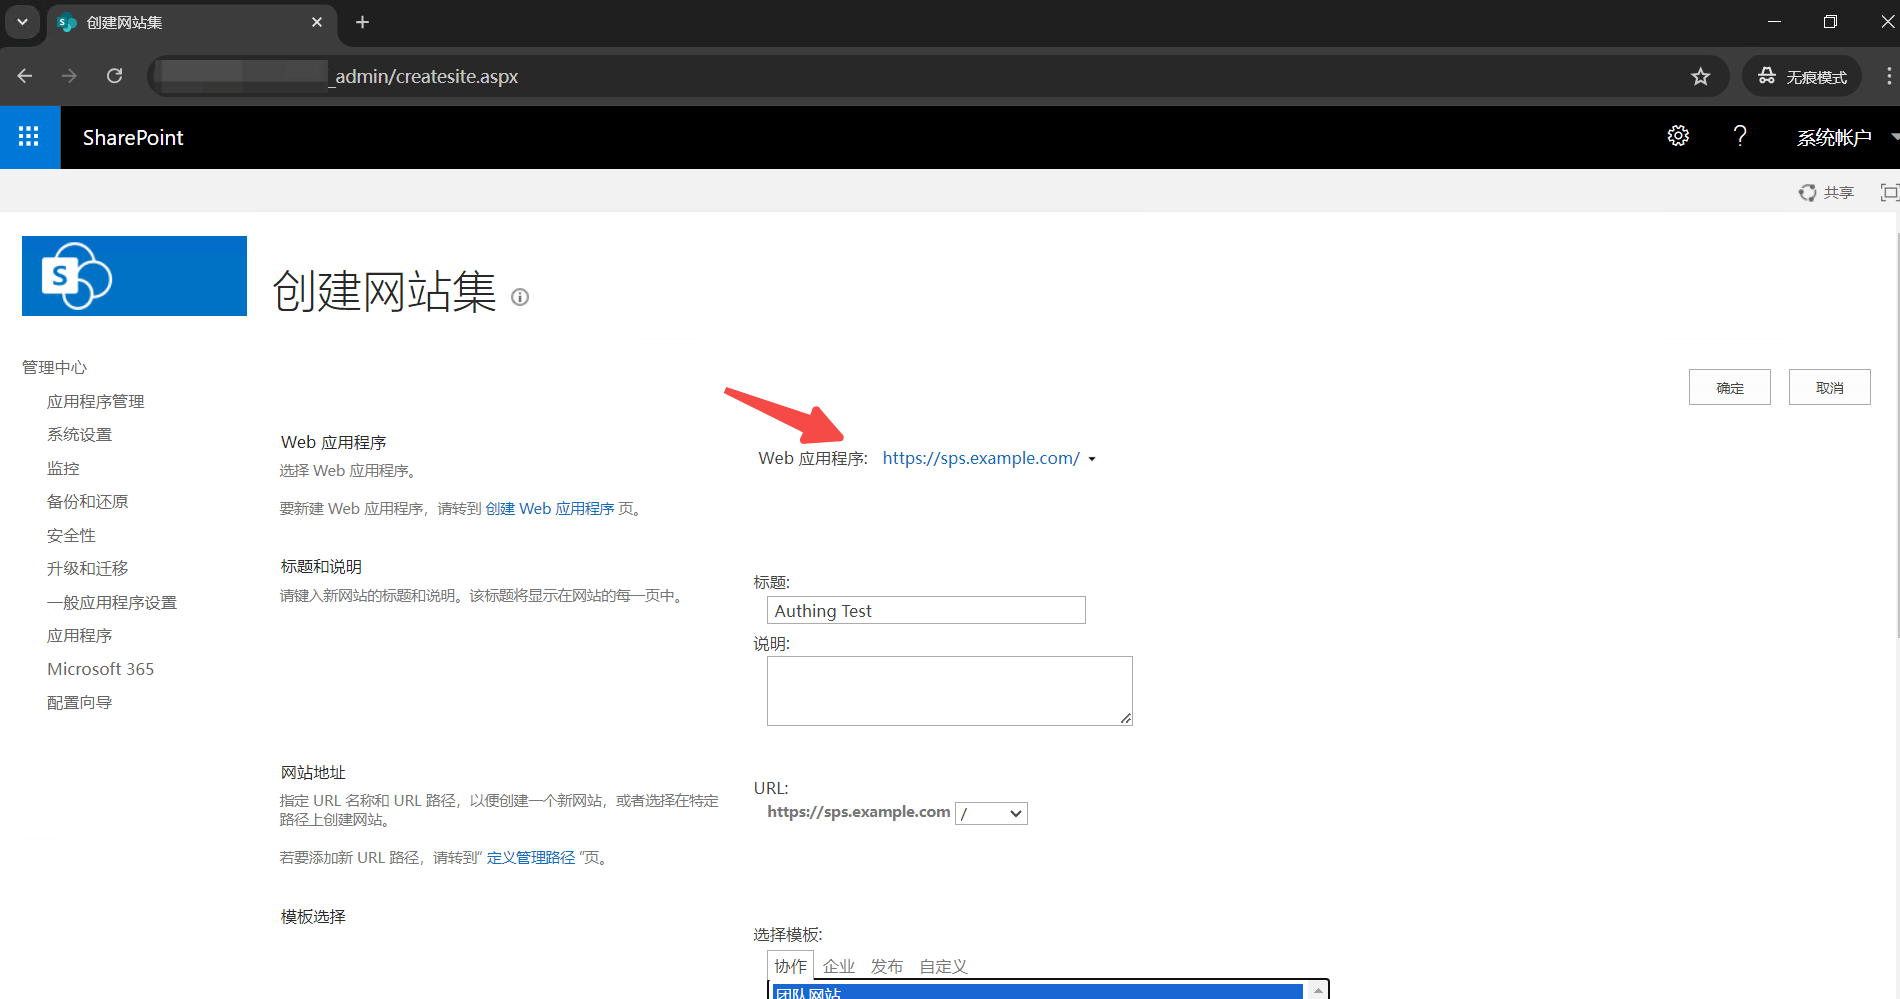 创建网站集
_admin/createsite.aspx
无痕模式
SharePoint
系统帐户
共享
S
创建网站集
管理中心
应用程序管理
系统设置
监控
备份和还原
安全性
升级和迁移
一般应用程序设置
应用程序
Microsoft 365
配置向导
确定
取消
Web 应用程序
选择 Web 应用程序。
要新建 Web 应用程序，请转到 创建 Web 应用程序 页。
Web 应用程序: https://sps.example.com/
标题和说明
请键入新网站的标题和说明。该标题将显示在网站的每一页中。
标题:
Authing Test
说明:
网站地址
指定 URL 名称和 URL 路径，以便创建一个新网站，或者选择在特定
路径上创建网站。
若要添加新 URL 路径，请转到“ 定义管理路径 ”页。
URL:
https://sps.example.com /
模板选择
选择模板:
协作 企业 发布 自定义
团队网站